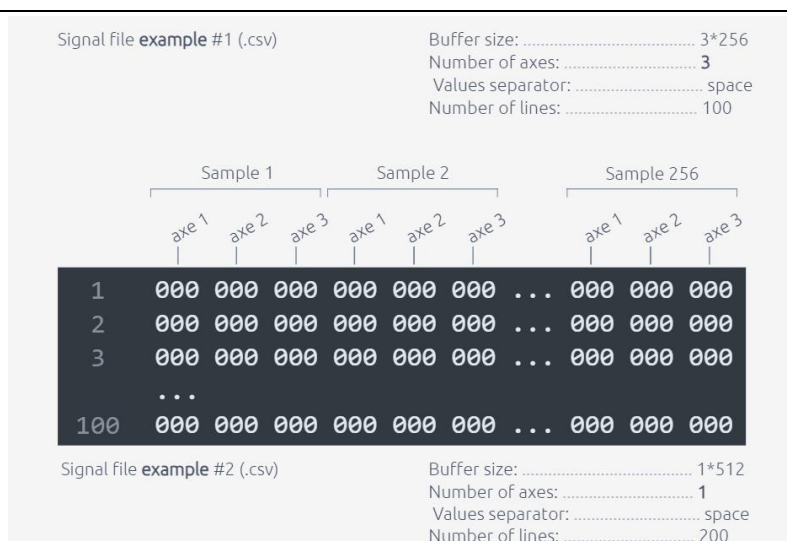 Signal file example #1 (.csv)
Buffer size: ........................................ 3*256
Number of axes: ................................ 3
Values separator: .............................. space
Number of lines: ............................... 100
Sample 1 Sample 2 Sample 256
axe 1 axe 2 axe 3 axe 1 axe 2 axe 3 axe 1 axe 2 axe 3
1 000 000 000 000 000 000 ... 000 000 000
2 000 000 000 000 000 000 ... 000 000 000
3 000 000 000 000 000 000 ... 000 000 000
...
100 000 000 000 000 000 000 ... 000 000 000
Signal file example #2 (.csv)
Buffer size: ........................................ 1*512
Number of axes: ................................ 1
Values separator: .............................. space
Number of lines: ............................... 200